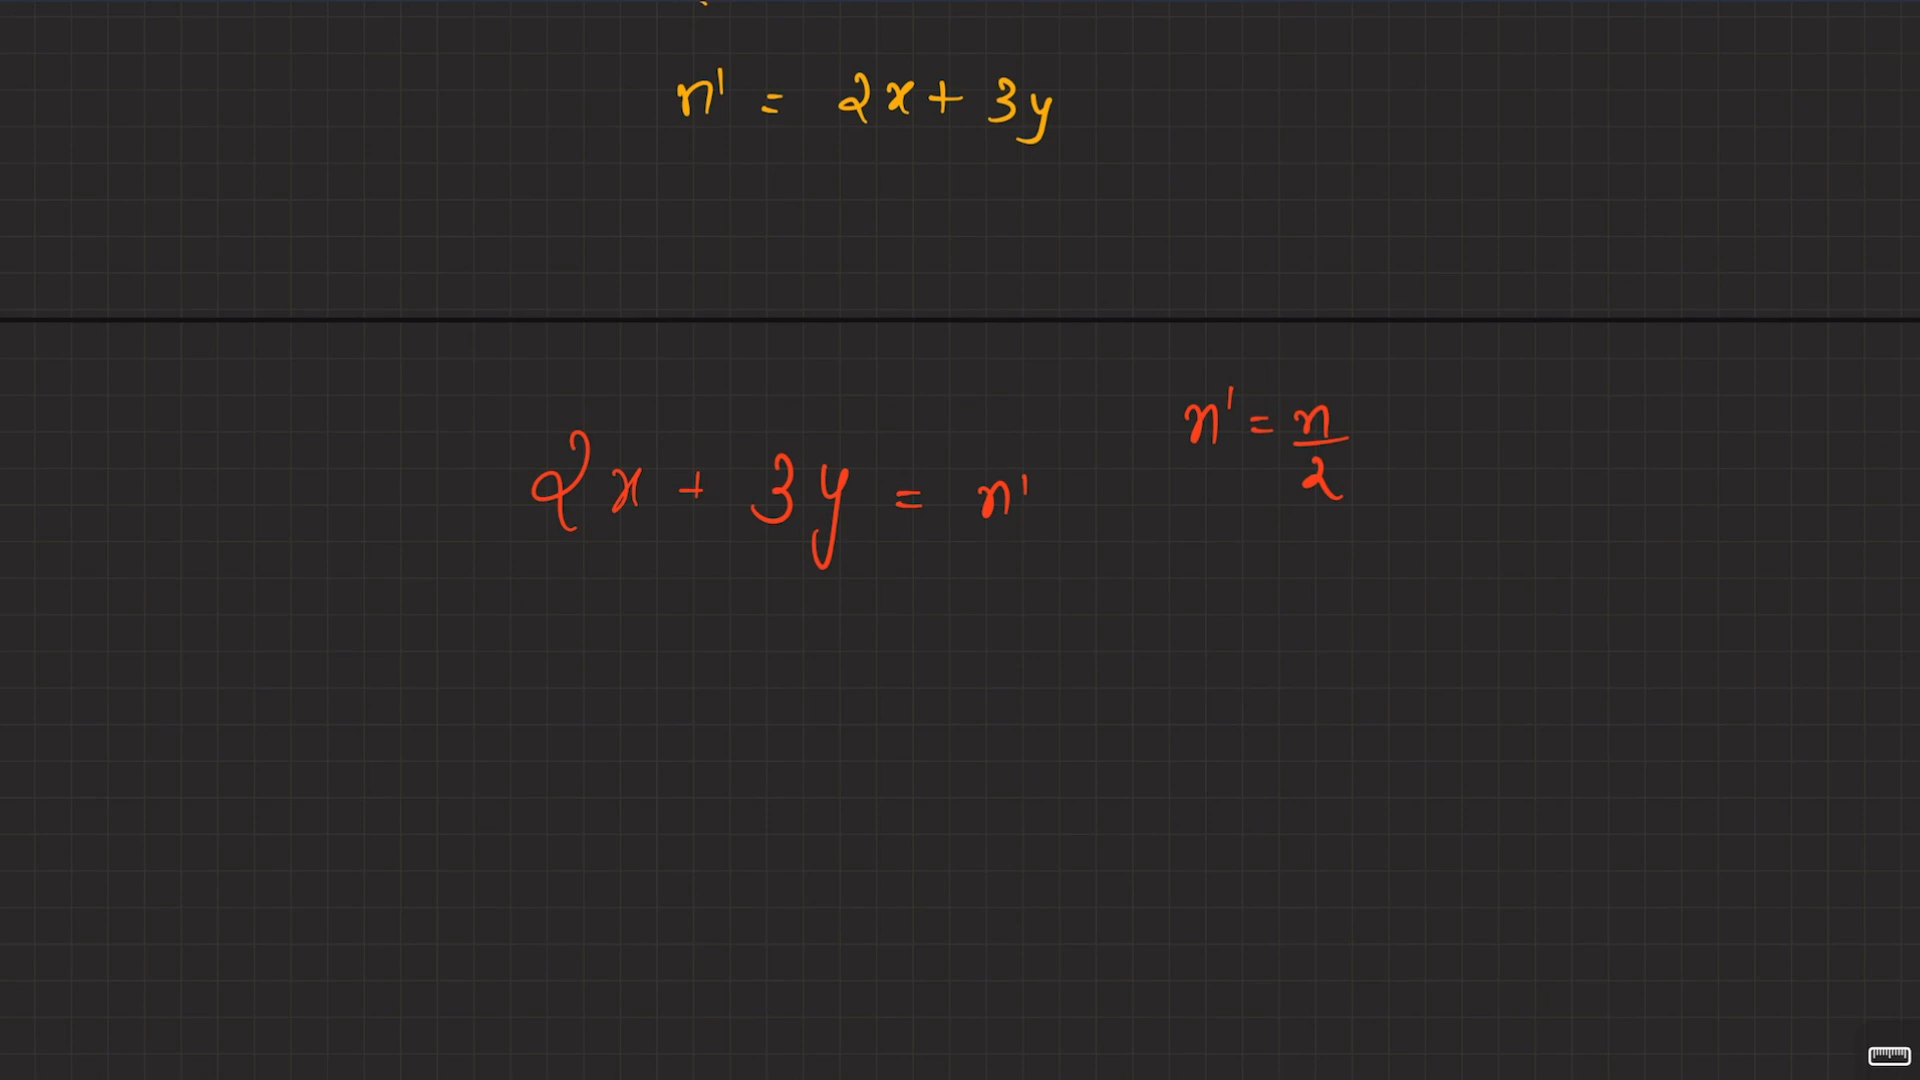 n' = 2x + 3y
n' = n/2
2x + 3y = n'